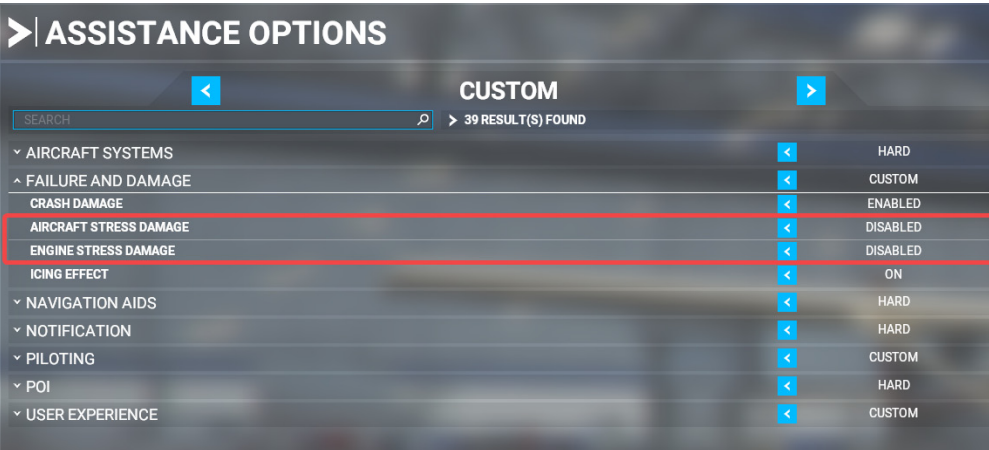 ASSISTANCE OPTIONS
CUSTOM
SEARCH
39 RESULT(S) FOUND
AIRCRAFT SYSTEMS HARD
FAILURE AND DAMAGE CUSTOM
CRASH DAMAGE ENABLED
AIRCRAFT STRESS DAMAGE DISABLED
ENGINE STRESS DAMAGE DISABLED
ICING EFFECT ON
NAVIGATION AIDS HARD
NOTIFICATION HARD
PILOTING CUSTOM
POI HARD
USER EXPERIENCE CUSTOM